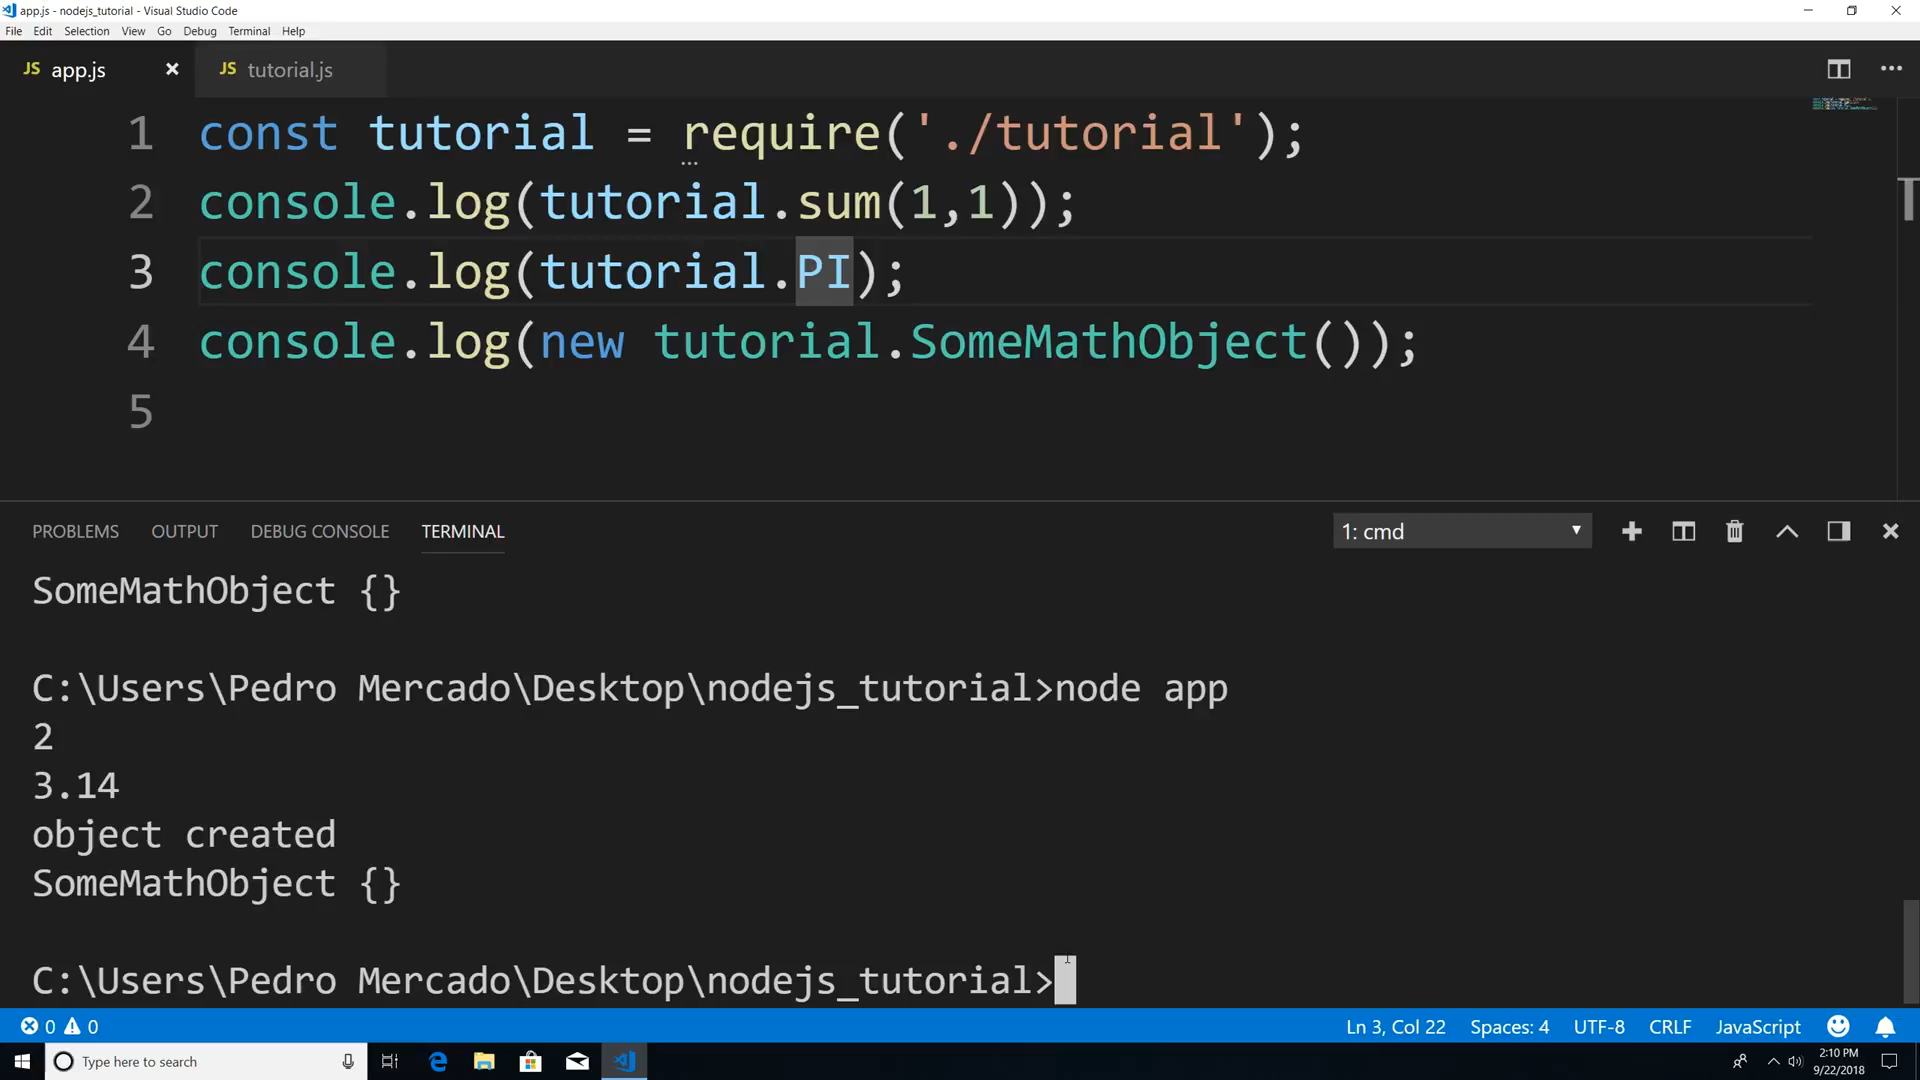 app.js - nodejs_tutorial - Visual Studio Code
File Edit Selection View Go Debug Terminal Help
JS app.js JS tutorial.js
1 const tutorial = require('./tutorial');
2 console.log(tutorial.sum(1,1));
3 console.log(tutorial.PI);
4 console.log(new tutorial.SomeMathObject());
5
PROBLEMS OUTPUT DEBUG CONSOLE TERMINAL 1: cmd
SomeMathObject {}
C:\Users\Pedro Mercado\Desktop\nodejs_tutorial>node app
2
3.14
object created
SomeMathObject {}
C:\Users\Pedro Mercado\Desktop\nodejs_tutorial>
0 0 Ln 3, Col 22 Spaces: 4 UTF-8 CRLF JavaScript
Type here to search 2:10 PM
9/22/2018